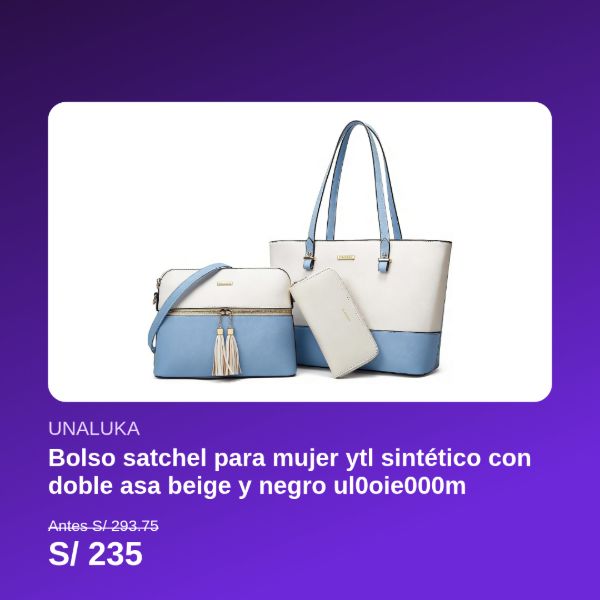 UNALUKA
Bolso satchel para mujer ytl sintético con
doble asa beige y negro ul0oie000m
Antes S/ 293.75
S/ 235